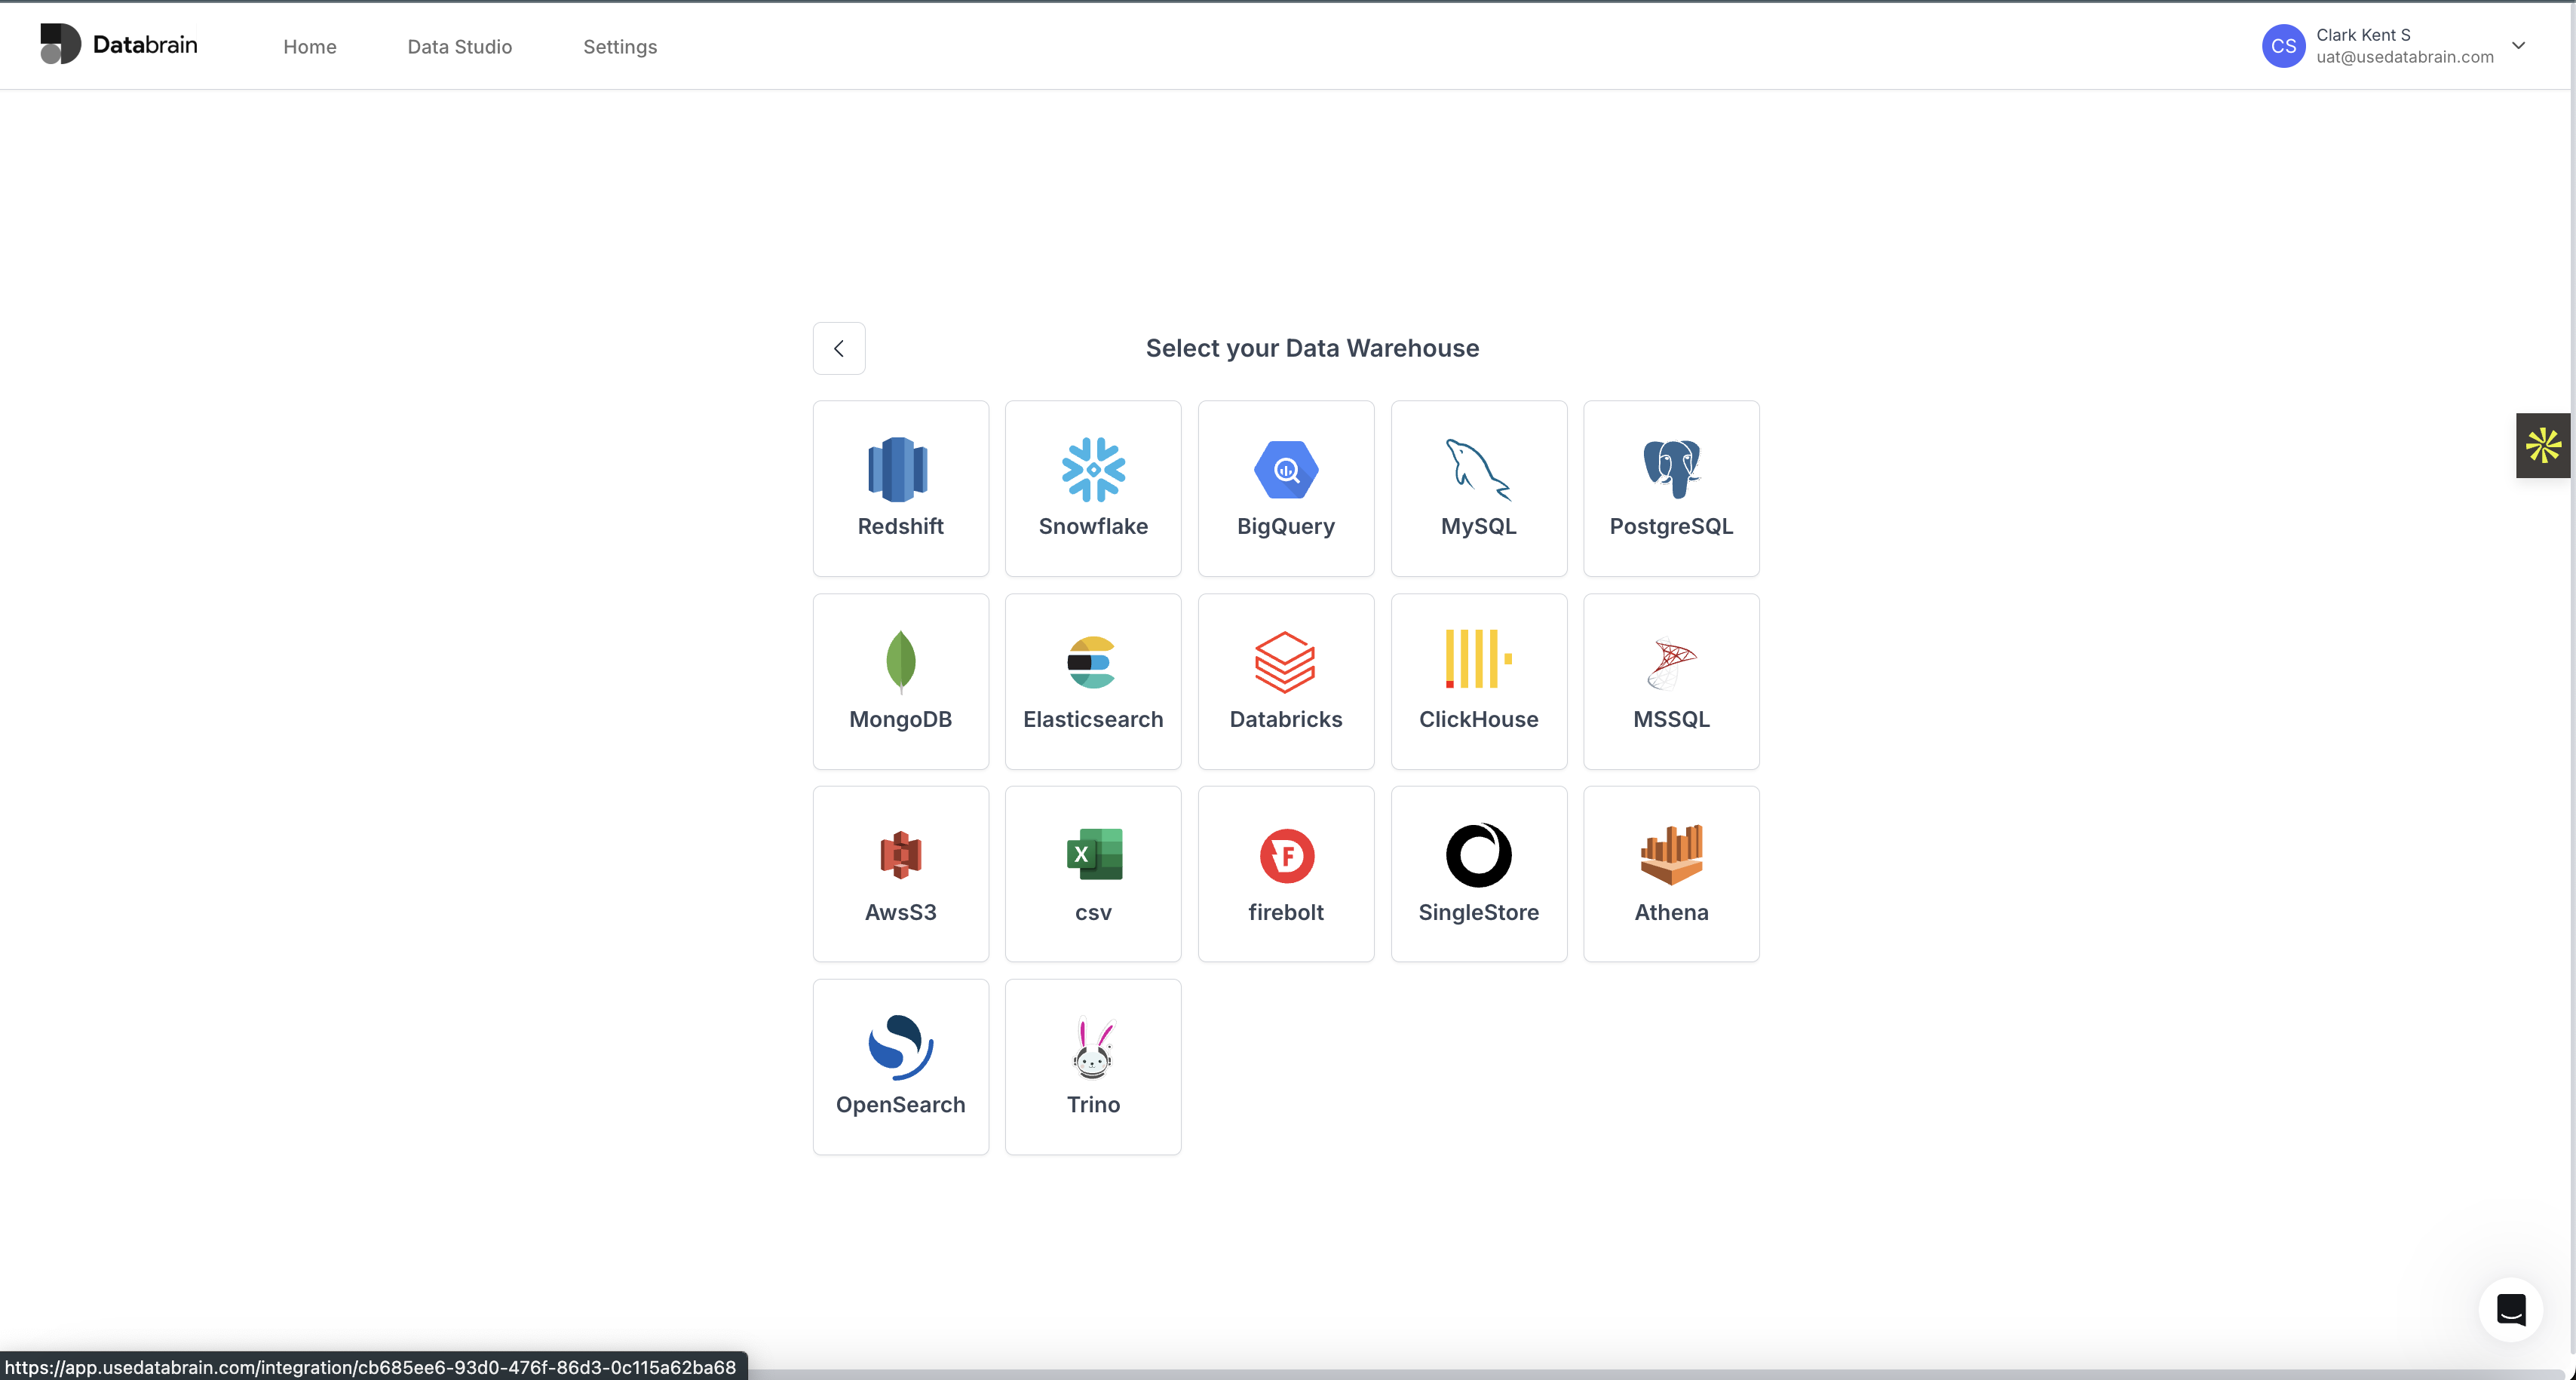 Databrain
Home
Data Studio
Settings
CS
Clark Kent S
uat@usedatabrain.com
Select your Data Warehouse
Redshift
Snowflake
BigQuery
MySQL
PostgreSQL
MongoDB
Elasticsearch
Databricks
ClickHouse
MSSQL
X
F
AwsS3
csv
firebolt
SingleStore
Athena
OpenSearch
Trino
https://app.usedatabrain.com/integration/cb685ee6-93d0-476f-86d3-0c115a62ba68